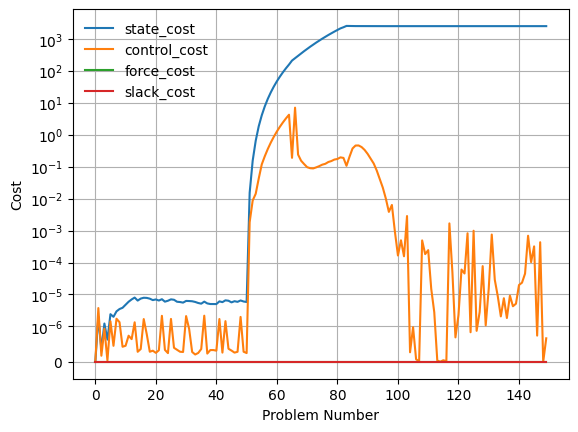 state_cost
control_cost
force_cost
slack_cost
10³
10²
10¹
10⁰
10⁻¹
10⁻²
10⁻³
10⁻⁴
10⁻⁵
10⁻⁶
0
Cost
0 20 40 60 80 100 120 140
Problem Number